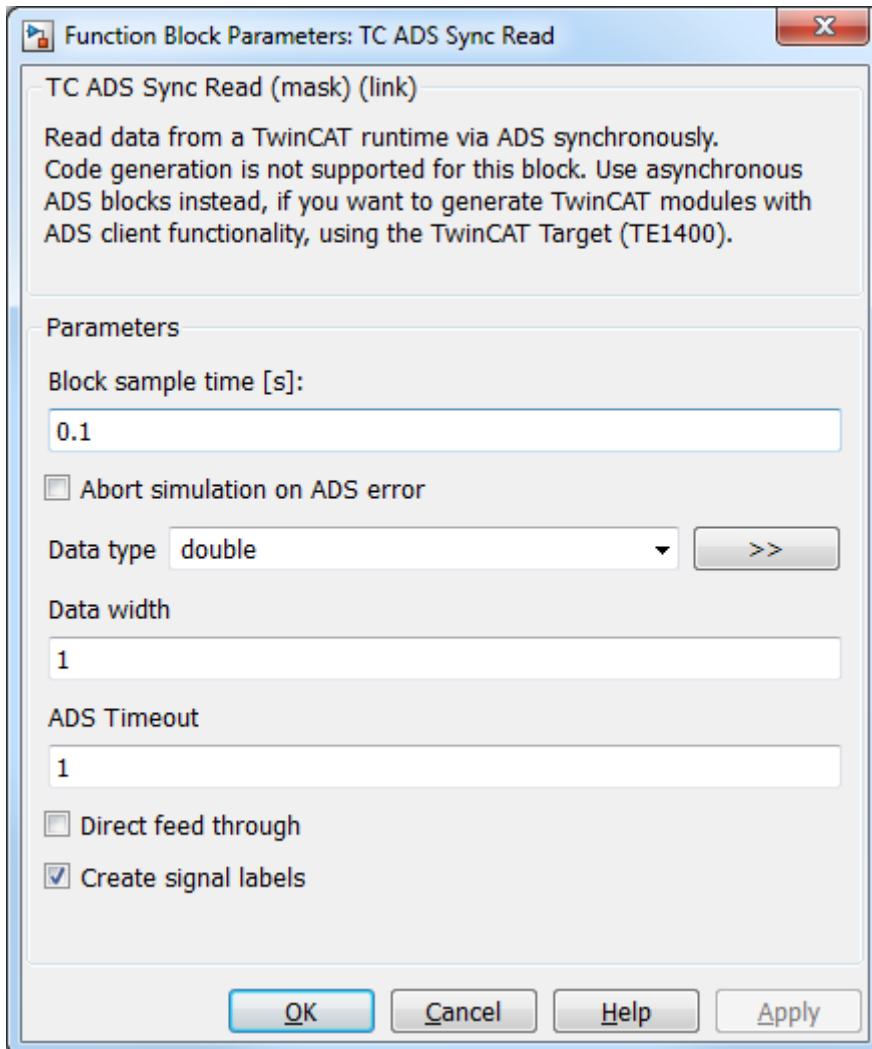 Function Block Parameters: TC ADS Sync Read
TC ADS Sync Read (mask) (link)
Read data from a TwinCAT runtime via ADS synchronously.
Code generation is not supported for this block. Use asynchronous
ADS blocks instead, if you want to generate TwinCAT modules with
ADS client functionality, using the TwinCAT Target (TE1400).
Parameters
Block sample time [s]:
0.1
Abort simulation on ADS error
Data type double >>
Data width
1
ADS Timeout
1
Direct feed through
Create signal labels
OK Cancel Help Apply